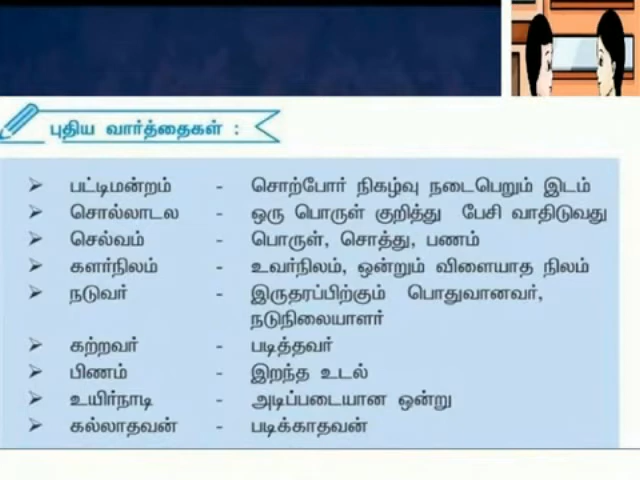 புதிய வார்த்தைகள் :
➤ பட்டிமன்றம் - சொற்போர் நிகழ்வு நடைபெறும் இடம்
➤ சொல்லாடல - ஒரு பொருள் குறித்து பேசி வாதிடுவது
➤ செல்வம் - பொருள், சொத்து, பணம்
➤ களர்நிலம் - உவர்நிலம், ஒன்றும் விளையாத நிலம்
➤ நடுவர் - இருதரப்பிற்கும் பொதுவானவர்,
நடுநிலையாளர்
➤ கற்றவர் - படித்தவர்
➤ பிணம் - இறந்த உடல்
➤ உயிர்நாடி - அடிப்படையான ஒன்று
➤ கல்லாதவன் - படிக்காதவன்